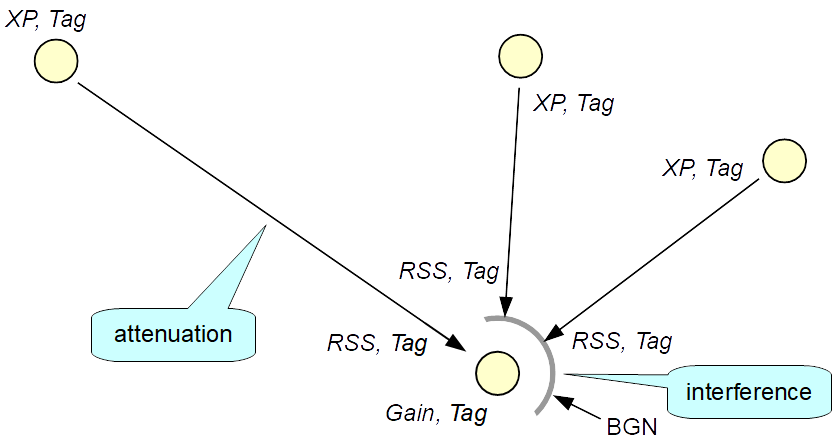 XP, Tag
XP, Tag
XP, Tag
RSS, Tag
attenuation
RSS, Tag
RSS, Tag
interference
Gain, Tag
BGN